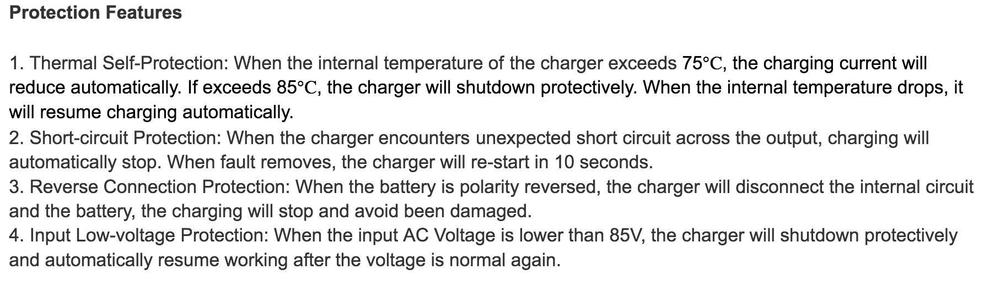 Protection Features
1. Thermal Self-Protection: When the internal temperature of the charger exceeds 75°C, the charging current will
reduce automatically. If exceeds 85°C, the charger will shutdown protectively. When the internal temperature drops, it
will resume charging automatically.
2. Short-circuit Protection: When the charger encounters unexpected short circuit across the output, charging will
automatically stop. When fault removes, the charger will re-start in 10 seconds.
3. Reverse Connection Protection: When the battery is polarity reversed, the charger will disconnect the internal circuit
and the battery, the charging will stop and avoid been damaged.
4. Input Low-voltage Protection: When the input AC Voltage is lower than 85V, the charger will shutdown protectively
and automatically resume working after the voltage is normal again.